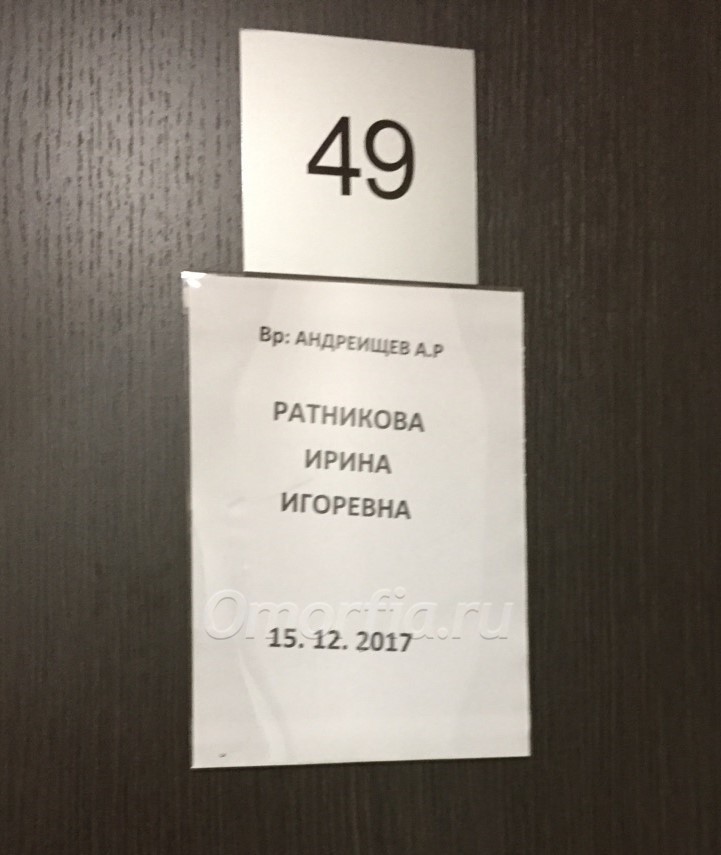 49
Вр: АНДРЕИЩЕВ А.Р
РАТНИКОВА
ИРИНА
ИГОРЕВНА
Omorfia.ru
15. 12. 2017